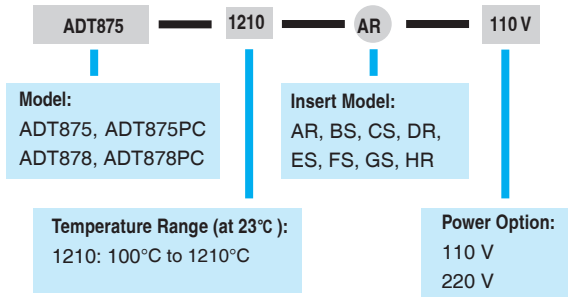 ADT875
1210
AR
110 V
Model:
ADT875, ADT875PC
ADT878, ADT878PC
Insert Model:
AR, BS, CS, DR,
ES, FS, GS, HR
Temperature Range (at 23℃ ):
1210: 100°C to 1210°C
Power Option:
110 V
220 V